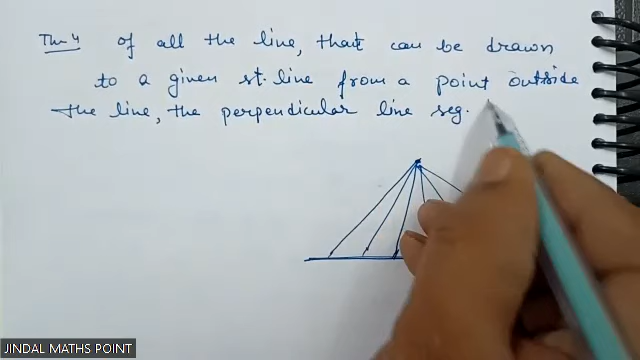 Thm 4 Of all the line, that can be drawn
to a given st. line from a point outside
the line, the perpendicular line seg.
JINDAL MATHS POINT